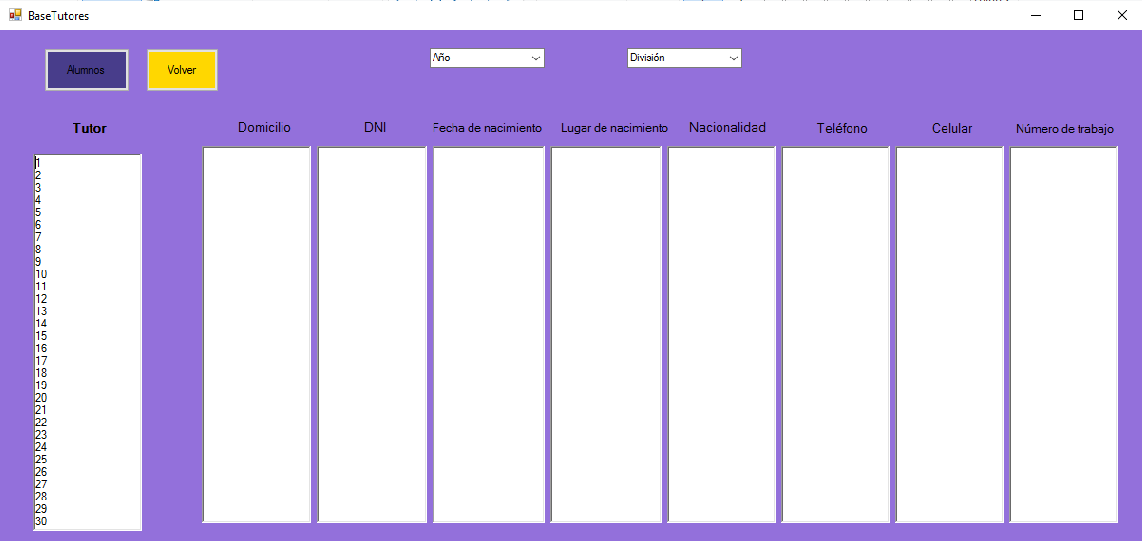 BaseTutores
Alumnos
Volver
Año
División
Tutor
Domicilio
DNI
Fecha de nacimiento
Lugar de nacimiento
Nacionalidad
Teléfono
Celular
Número de trabajo
1
2
3
4
5
6
7
8
9
10
11
12
13
14
15
16
17
18
19
20
21
22
23
24
25
26
27
28
29
30